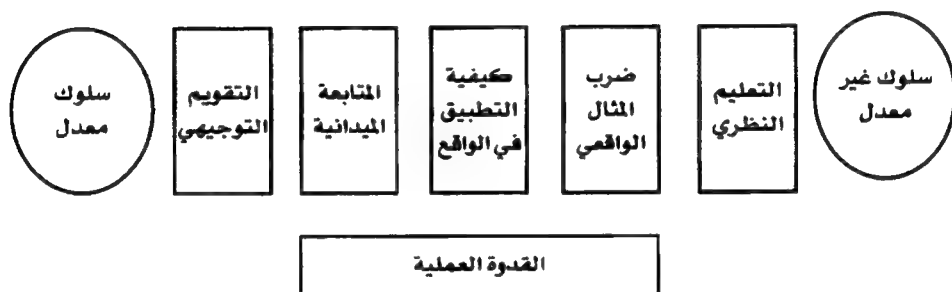 سلوك غير
معدل
التعليم
النظري
ضرب
المثال
الواقعي
كيفية
التطبيق
في الواقع
المتابعة
الميدانية
التقويم
التوجيهي
سلوك
معدل
القدوة العملية